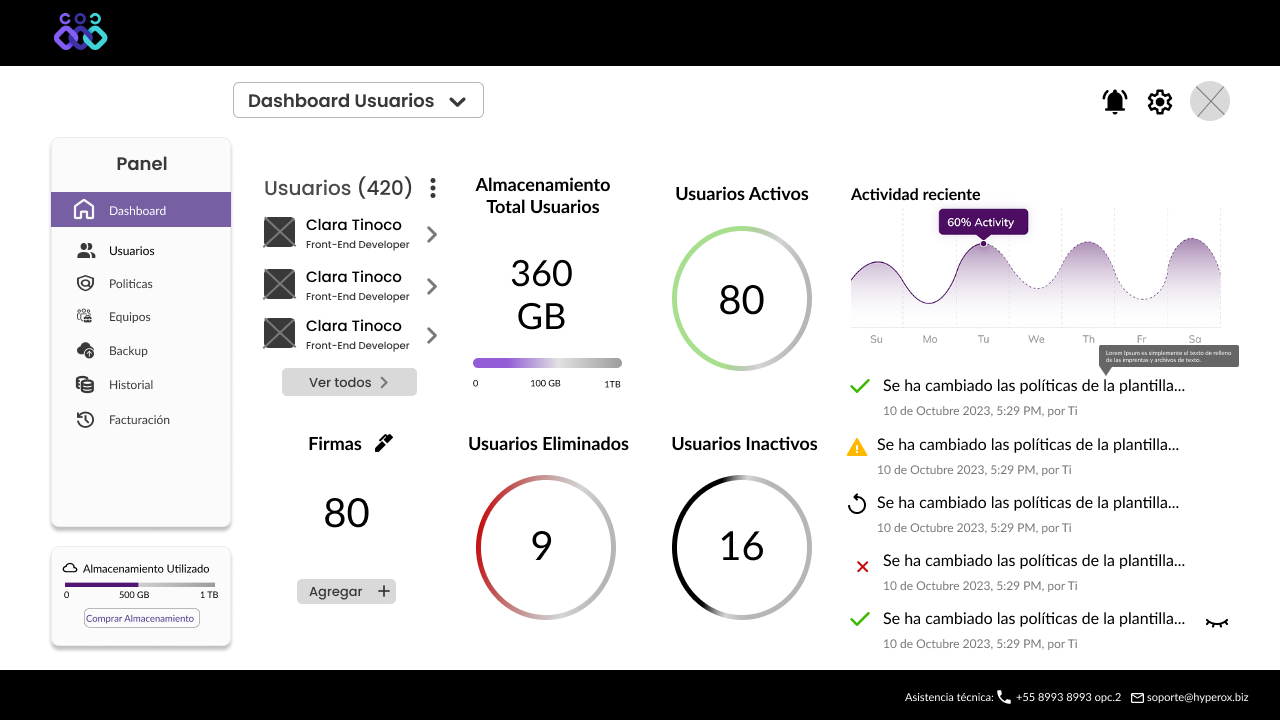 Dashboard Usuarios
Panel
Dashboard
Usuarios
Politicas
Equipos
Backup
Historial
Facturación
Almacenamiento Utilizado
0 500 GB 1 TB
Comprar Almacenamiento
Usuarios (420)
Clara Tinoco
Front-End Developer
Clara Tinoco
Front-End Developer
Clara Tinoco
Front-End Developer
Ver todos
Almacenamiento
Total Usuarios
360
GB
0 100 GB 1TB
Usuarios Activos
80
Firmas
80
Agregar
Usuarios Eliminados
9
Usuarios Inactivos
16
Actividad reciente
60% Activity
Su Mo Tu We Th Fri Sa
Lorem Ipsum es simplemente el texto de relleno
de las imprentas y archivos de texto.
Se ha cambiado las políticas de la plantilla...
10 de Octubre 2023, 5:29 PM, por Ti
Se ha cambiado las políticas de la plantilla...
10 de Octubre 2023, 5:29 PM, por Ti
Se ha cambiado las políticas de la plantilla...
10 de Octubre 2023, 5:29 PM, por Ti
Se ha cambiado las políticas de la plantilla...
10 de Octubre 2023, 5:29 PM, por Ti
Se ha cambiado las políticas de la plantilla...
10 de Octubre 2023, 5:29 PM, por Ti
Asistencia técnica: +55 8993 8993 opc.2 soporte@hyperox.biz